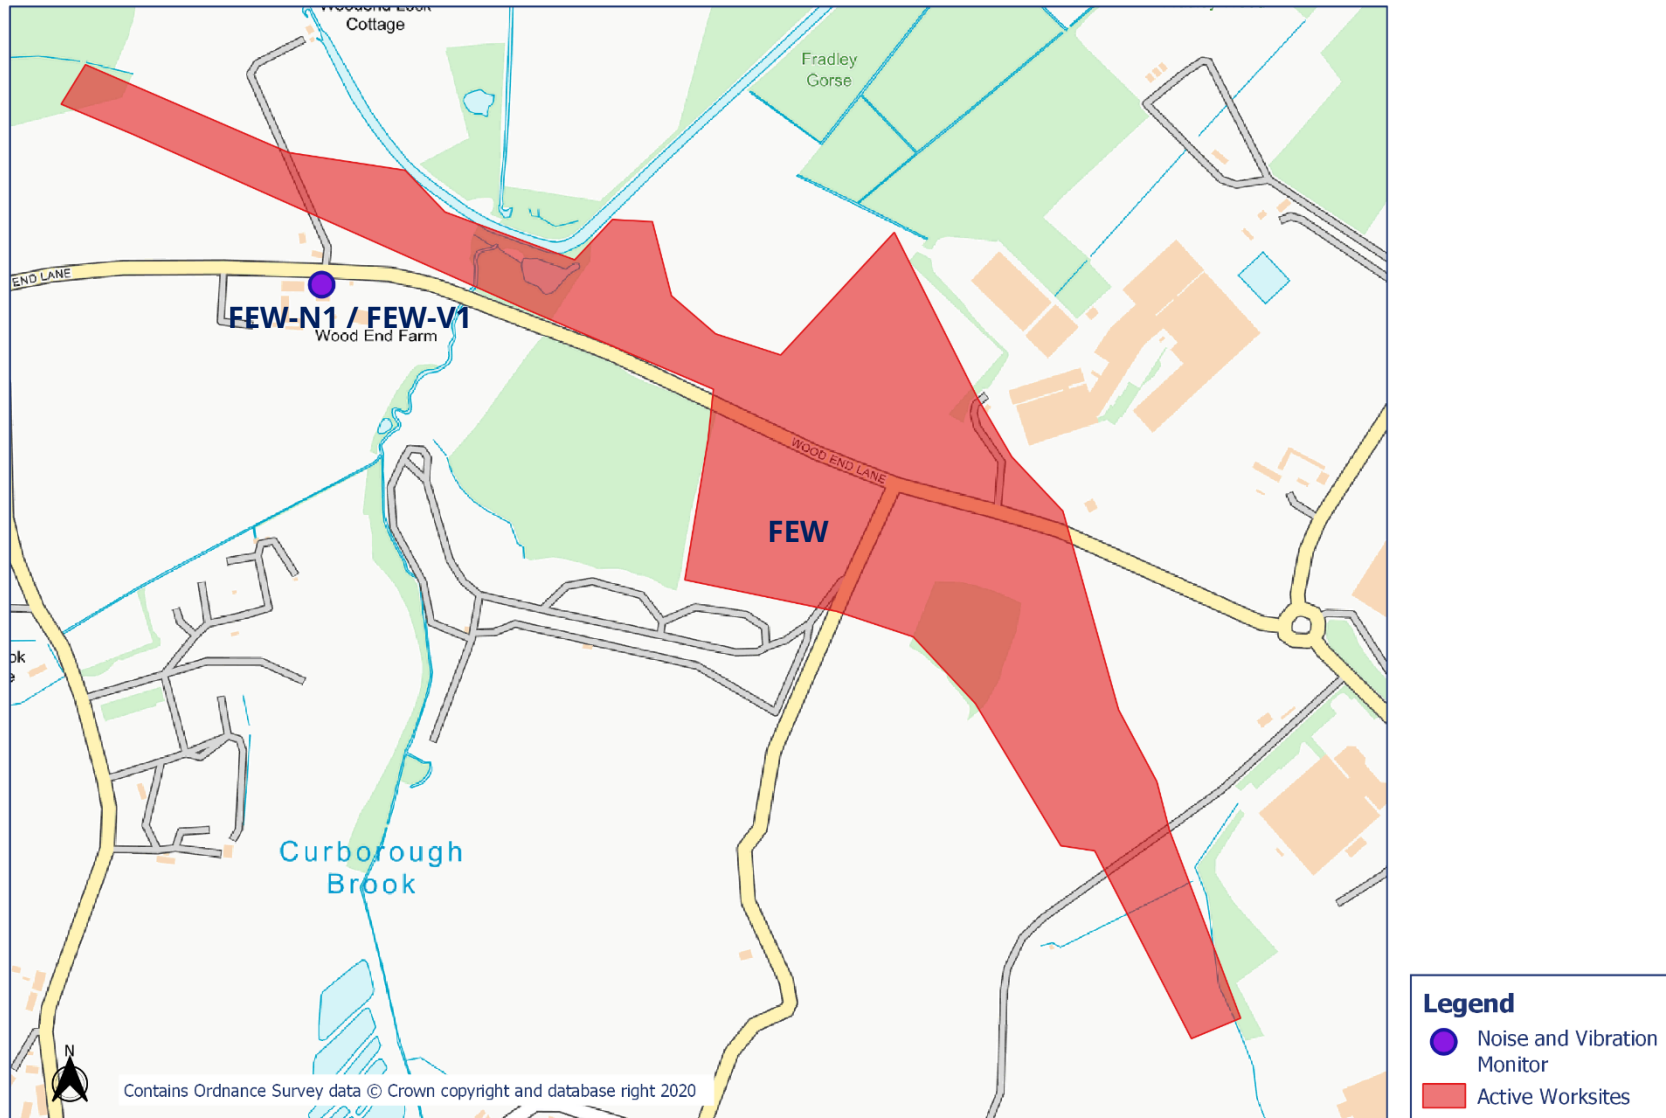 Cottage
Fradley
Gorse
END LANE
FEW-N1 / FEW-V1
Wood End Farm
WOOD END LANE
FEW
Curborough
Brook
N
Contains Ordnance Survey data © Crown copyright and database right 2020
Legend
Noise and Vibration
Monitor
Active Worksites